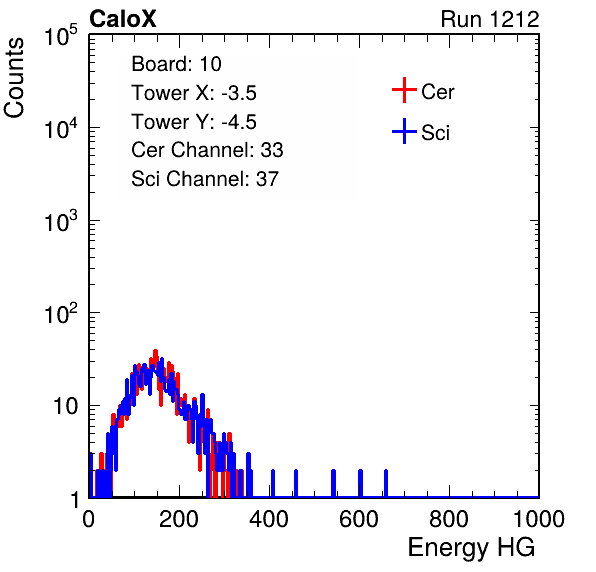 CaloX Run 1212
Counts
Board: 10
Tower X: -3.5
Tower Y: -4.5
Cer Channel: 33
Sci Channel: 37
Cer
Sci
10^5
10^4
10^3
10^2
10
1
0 200 400 600 800 1000
Energy HG